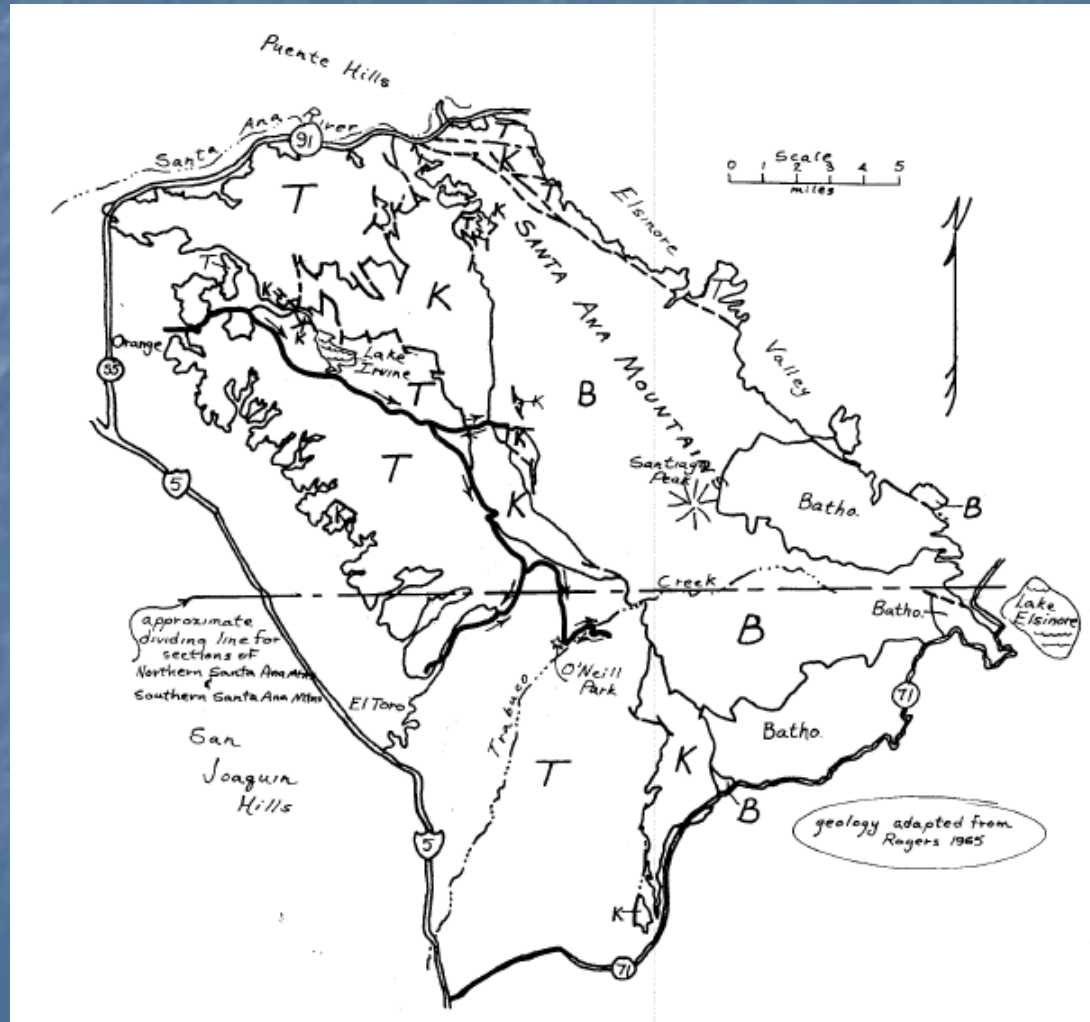 Puente Hills
Santa Ana River
91
Scale
0 1 2 3 4 5
miles
T
K
T
T
K
T
Elsinore
Valley
SANTA ANA MOUNTAINS
T
K
T
K
K
K
Orange
Lake
Irvine
T
B
K
K
55
5
T
K
K
Santiago
Peak
Batho.
B
Creek
approximate
dividing line for
sections of
Northern Santa Ana Mtns
Southern Santa Ana Mtns
B
Batho.
Lake
Elsinore
O'Neill
Park
El Toro
Trabuco
71
Batho.
San
Joaquin
Hills
T
K
B
geology adapted from
Rogers 1965
5
K
71